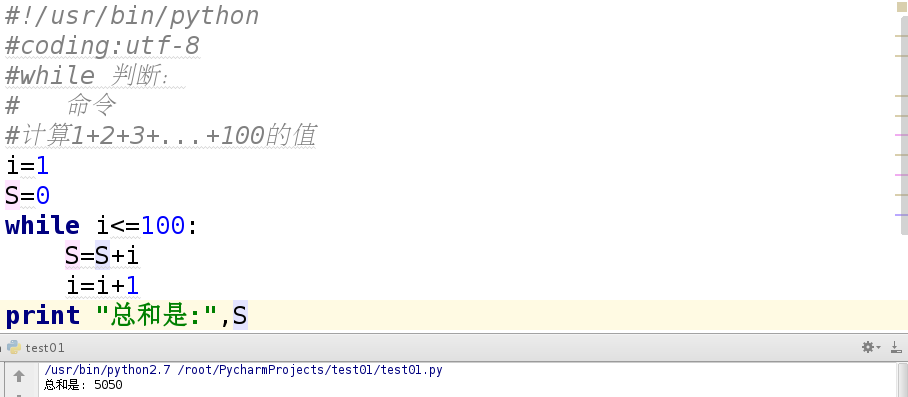 #!/usr/bin/python
#coding:utf-8
#while 判断：
#   命令
#计算1+2+3+...+100的值
i=1
S=0
while i<=100:
    S=S+i
    i=i+1
print "总和是:",S
test01
/usr/bin/python2.7 /root/PycharmProjects/test01/test01.py
总和是: 5050